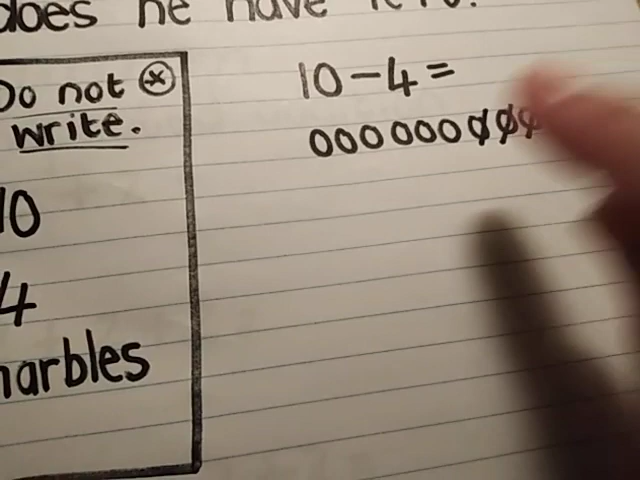 does he have left?
Do not ⊛
write.
10
4
marbles
10-4=
0000000000